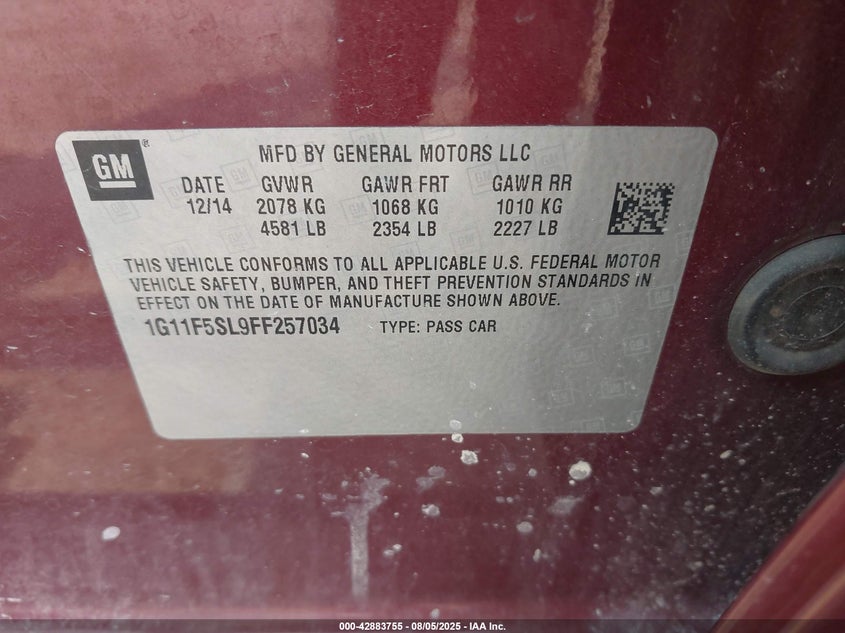 GM
®
MFD BY GENERAL MOTORS LLC
DATE GVWR GAWR FRT GAWR RR
12/14 2078 KG 1068 KG 1010 KG
4581 LB 2354 LB 2227 LB
THIS VEHICLE CONFORMS TO ALL APPLICABLE U.S. FEDERAL MOTOR
VEHICLE SAFETY, BUMPER, AND THEFT PREVENTION STANDARDS IN
EFFECT ON THE DATE OF MANUFACTURE SHOWN ABOVE.
1G11F5SL9FF257034 TYPE: PASS CAR
000-42883755 - 08/05/2025 - IAA Inc.